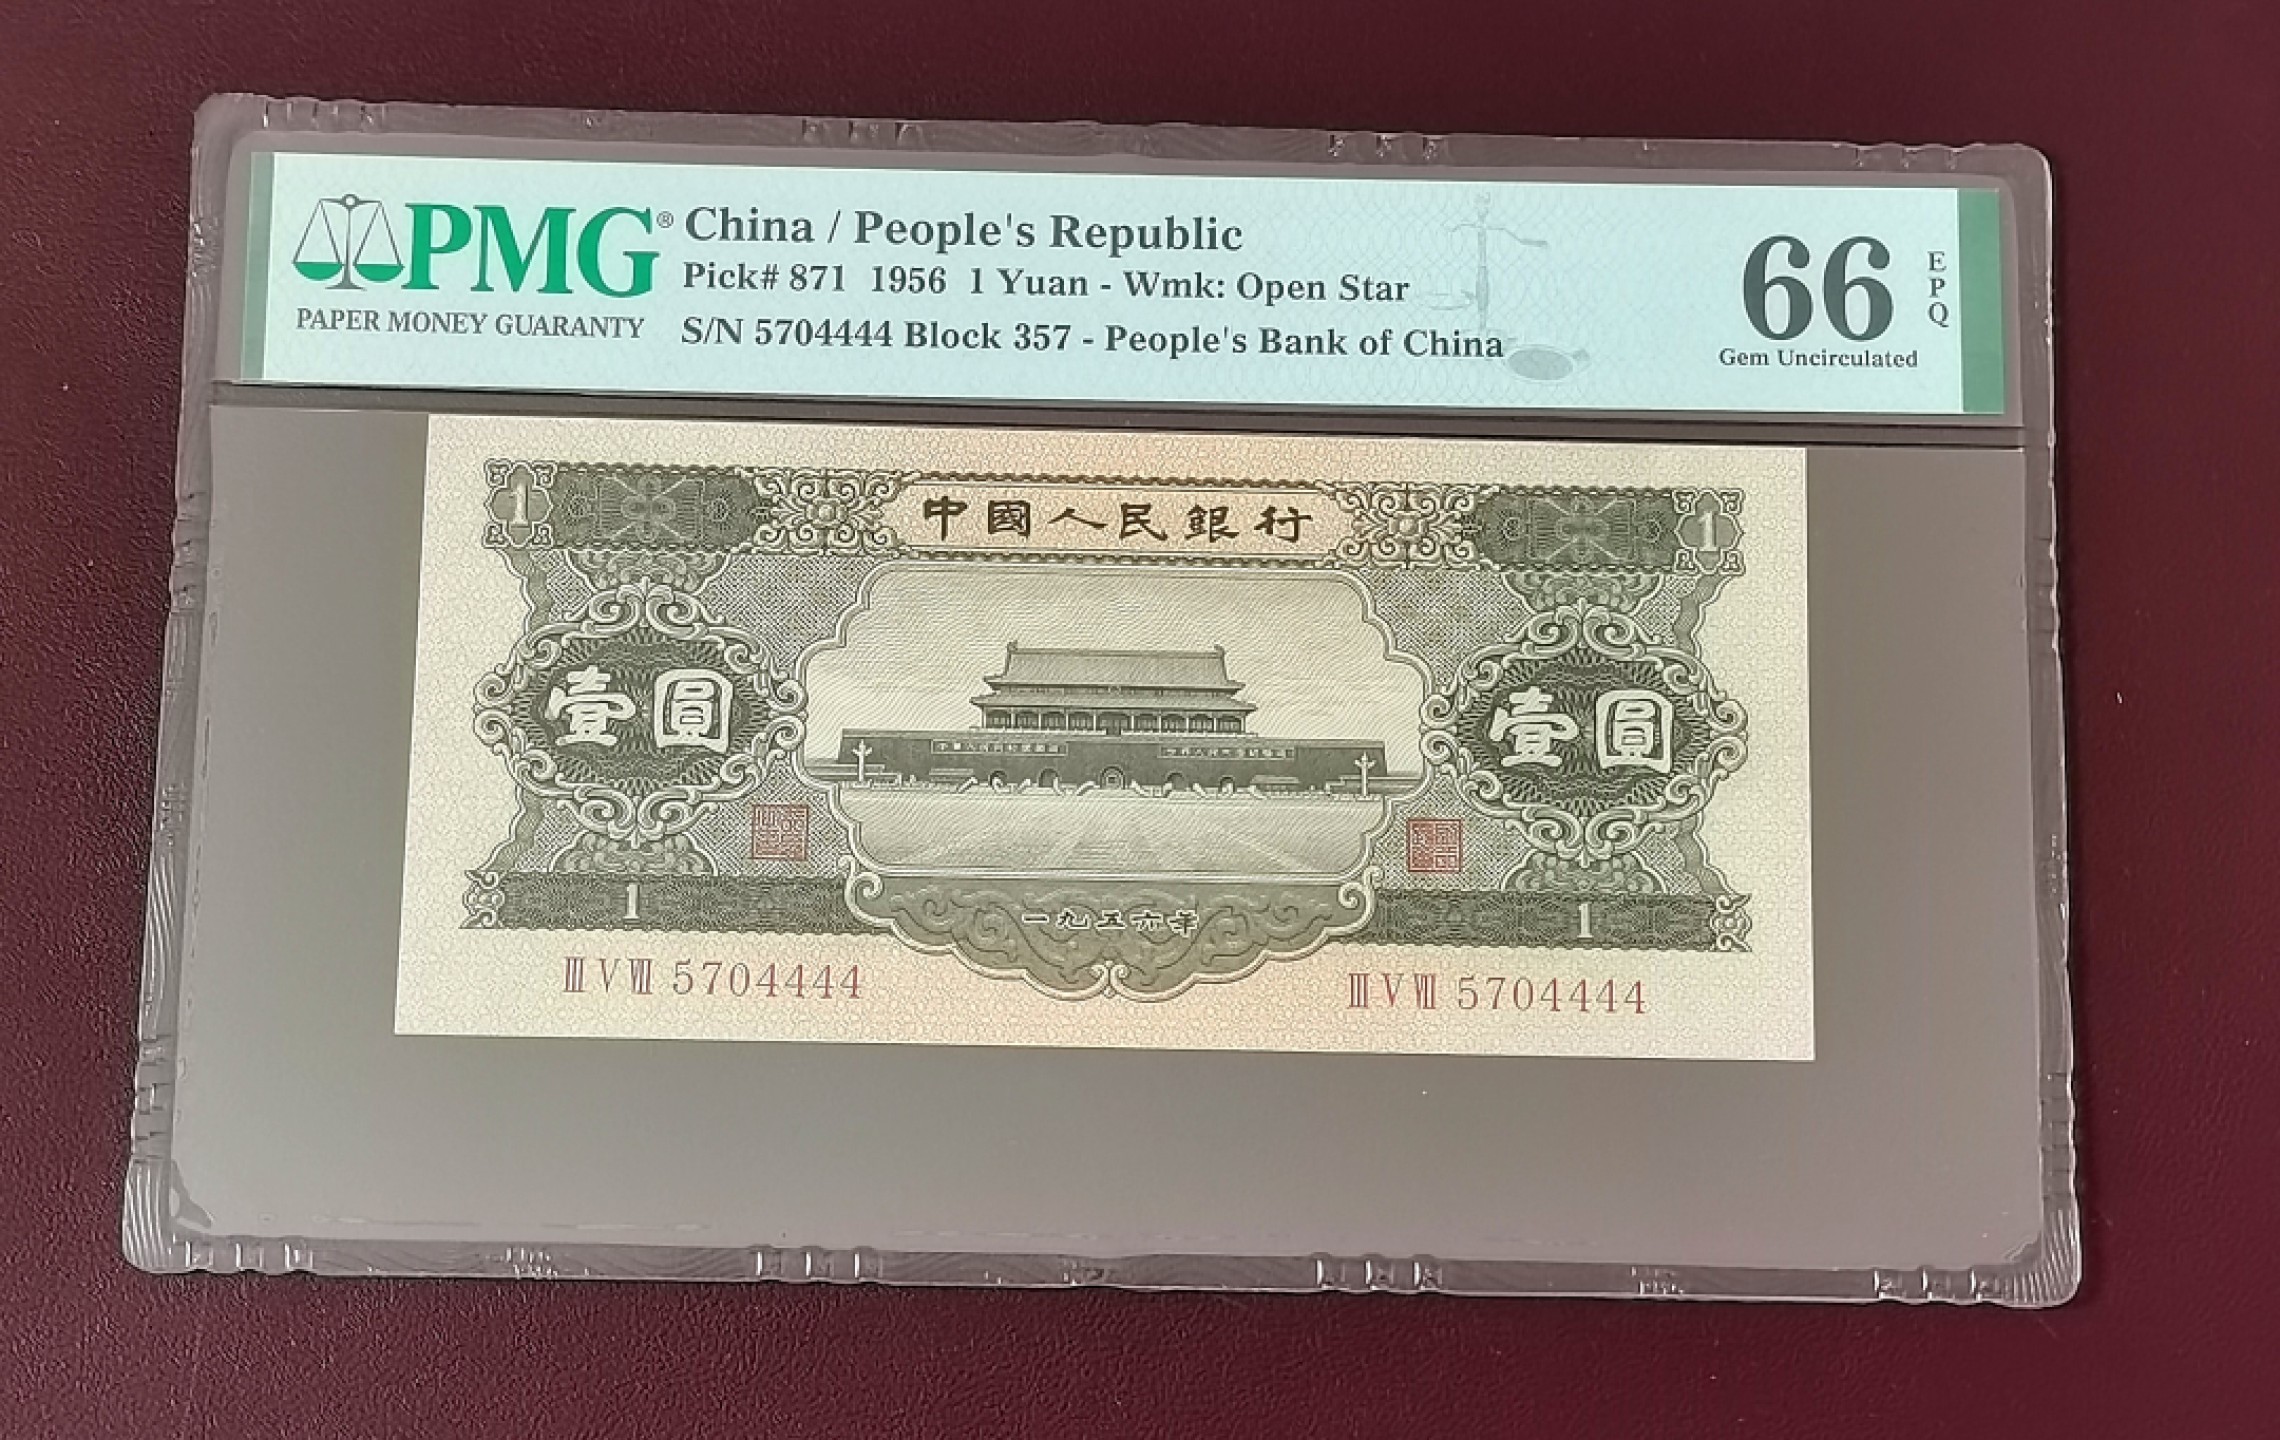 PMG®
PAPER MONEY GUARANTY
China / People's Republic
Pick# 871 1956 1 Yuan - Wmk: Open Star
S/N 5704444 Block 357 - People's Bank of China
66
EPQ
Gem Uncirculated
1
中國人民銀行
1
壹圓
壹圓
1
一九五六年
1
ⅢⅤⅦ 5704444
ⅢⅤⅦ 5704444